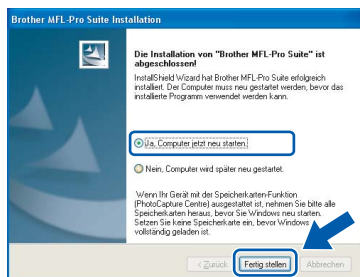 Brother MFL-Pro Suite Installation
Die Installation von "Brother MFL-Pro Suite" ist
abgeschlossen!
InstallShield Wizard hat Brother MFL-Pro Suite erfolgreich
installiert. Der Computer muss neu gestartet werden, bevor das
installierte Programm verwendet werden kann.
Ja, Computer jetzt neu starten.
Nein, Computer wird später neu gestartet.
Wenn Ihr Gerät mit der Speicherkarten-Funktion
(PhotoCapture Centre) ausgestattet ist, nehmen Sie bitte alle
Speicherkarten heraus, bevor Sie Windows neu starten.
Setzen Sie keine Speicherkarte ein, bevor Windows
vollständig geladen ist.
< Zurück
Fertig stellen
Abbrechen